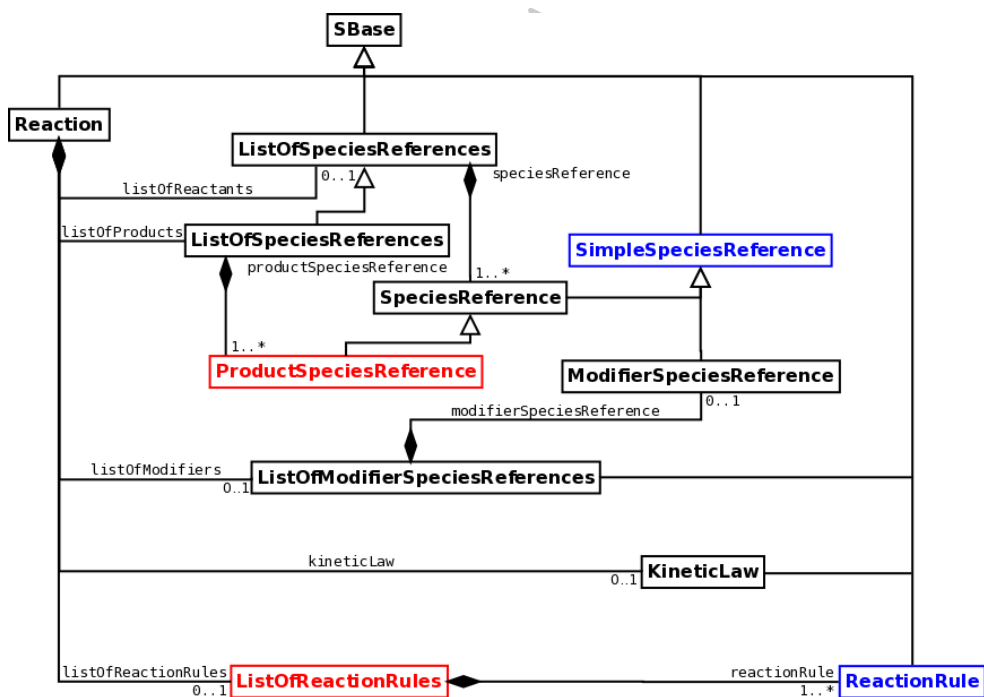 SBase
Reaction
ListOfSpeciesReferences
0..1
speciesReference
listOfReactants
listOfProducts
ListOfSpeciesReferences
SimpleSpeciesReference
productSpeciesReference
1..*
SpeciesReference
1..*
ProductSpeciesReference
ModifierSpeciesReference
0..1
modifierSpeciesReference
listOfModifiers
0..1
ListOfModifierSpeciesReferences
kineticLaw
0..1
KineticLaw
listOfReactionRules
0..1
ListOfReactionRules
reactionRule
1..*
ReactionRule